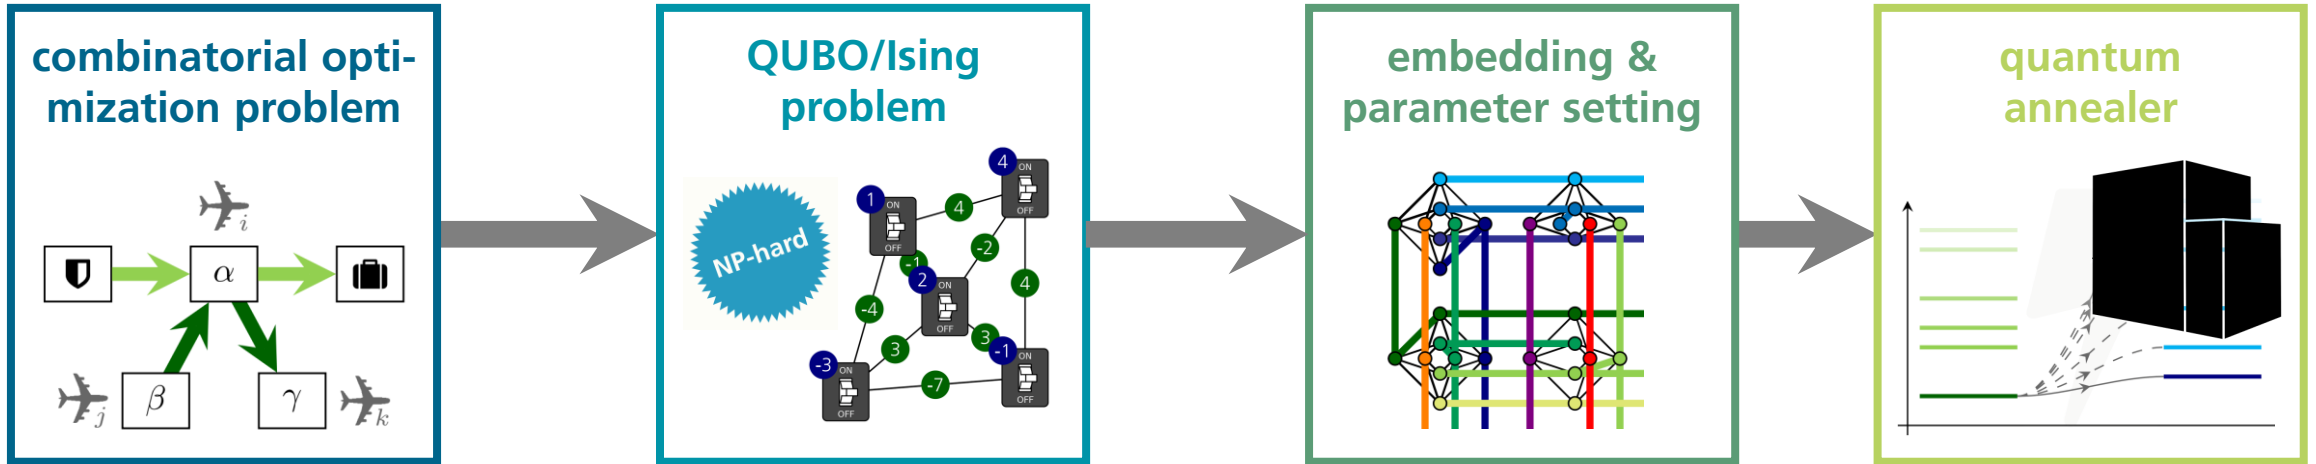 combinatorial opti-
mization problem
i
α
β
γ
j
k
QUBO/Ising
problem
NP-hard
4
ON
OFF
1
ON
OFF
4
-2
-1
2
ON
OFF
4
-4
3
3
-1
ON
OFF
-3
ON
OFF
-7
embedding &
parameter setting
quantum
annealer